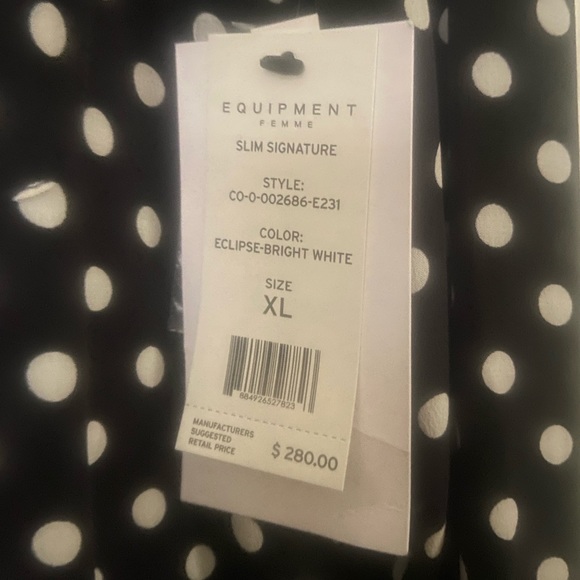 EQUIPMENT
FEMME
SLIM SIGNATURE
STYLE:
CO-0-002686-E231
COLOR:
ECLIPSE-BRIGHT WHITE
SIZE
XL
884926527823
MANUFACTURERS
SUGGESTED
RETAIL PRICE
$ 280.00